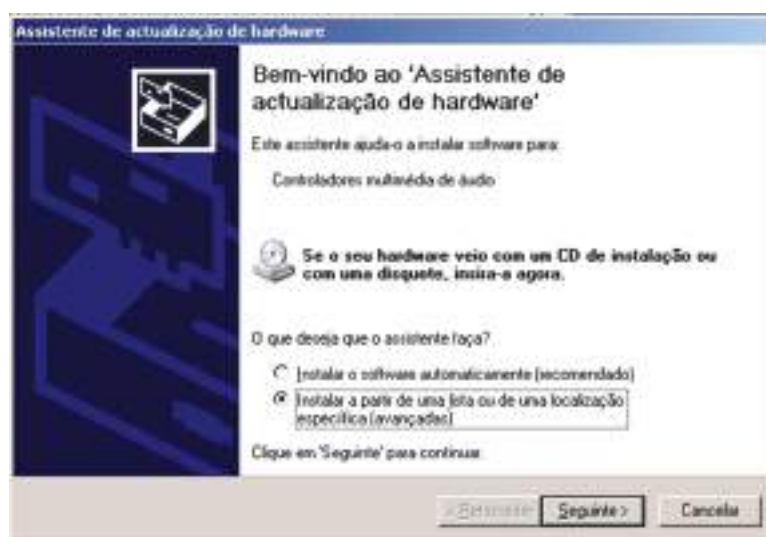 Assistente de actualização de hardware
Bem-vindo ao 'Assistente de
actualização de hardware'
Este assistente ajuda-o a instalar software para:
Controladores multimédia de áudio
Se o seu hardware veio com um CD de instalação ou
com uma disquete, insira-a agora.
O que deseja que o assistente faça?
Instalar o software automaticamente (recomendado)
Instalar a partir de uma lista ou de uma localização
específica (avançadas)
Clique em 'Seguinte' para continuar.
Seguinte > Cancelar